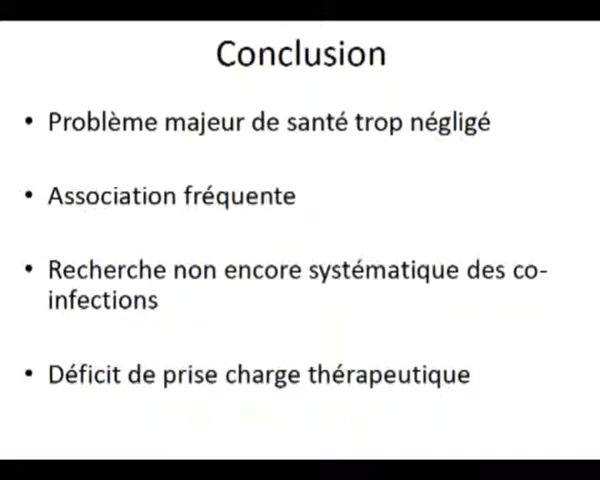 Conclusion
• Problème majeur de santé trop négligé
• Association fréquente
• Recherche non encore systématique des co-
infections
• Déficit de prise charge thérapeutique